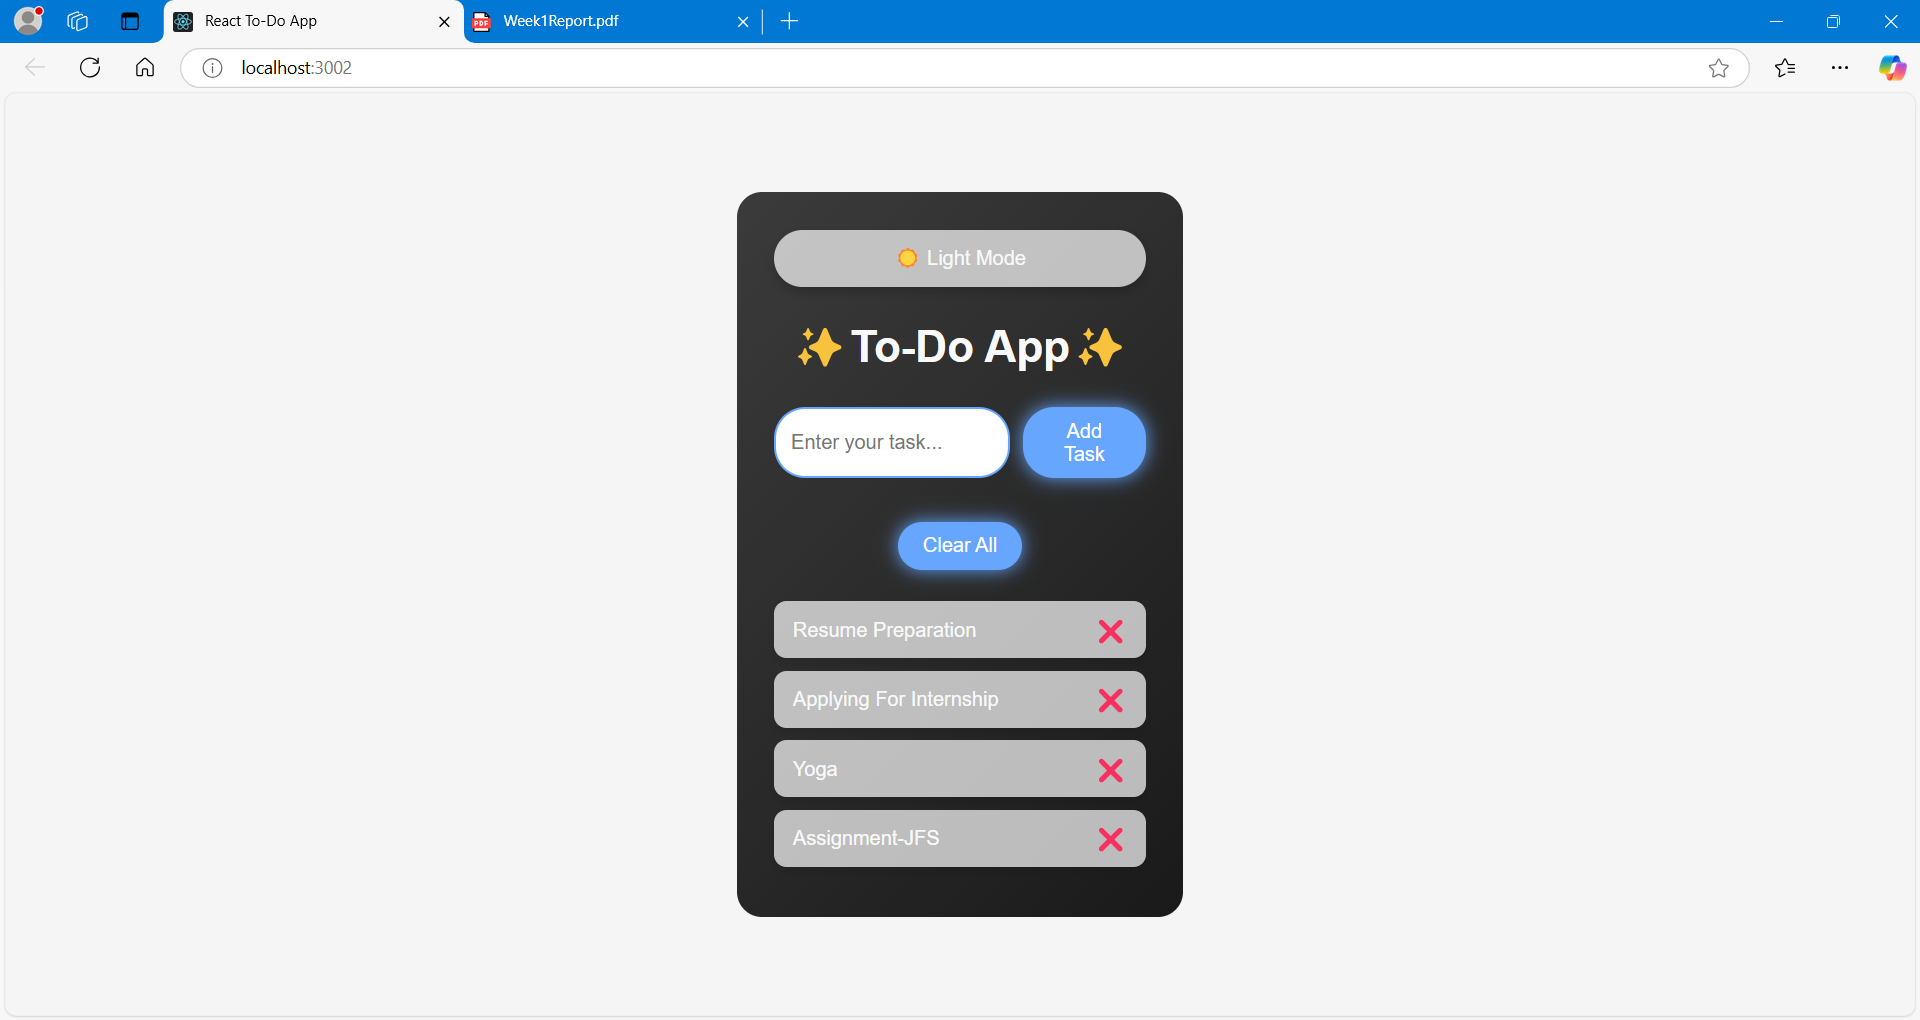 React To-Do App
Week1Report.pdf
localhost:3002
Light Mode
To-Do App
Enter your task...
Add
Task
Clear All
Resume Preparation
Applying For Internship
Yoga
Assignment-JFS